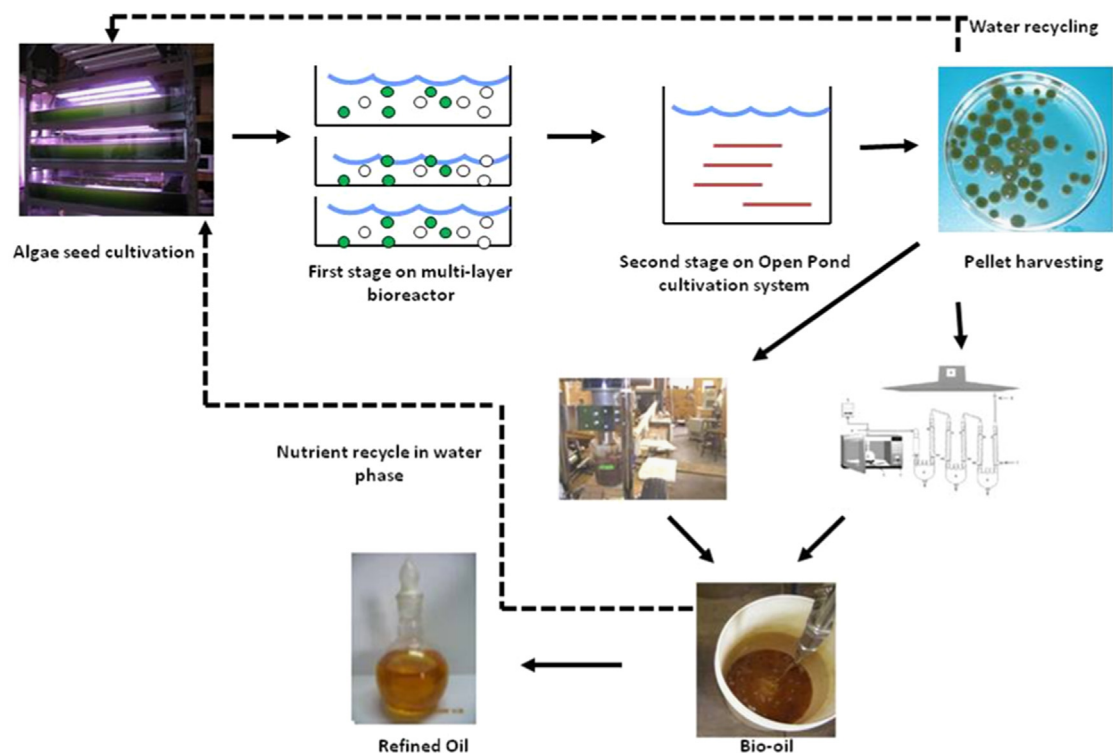 Water recycling
Algae seed cultivation
First stage on multi-layer
bioreactor
Second stage on Open Pond
cultivation system
Pellet harvesting
Nutrient recycle in water
phase
Refined Oil
Bio-oil